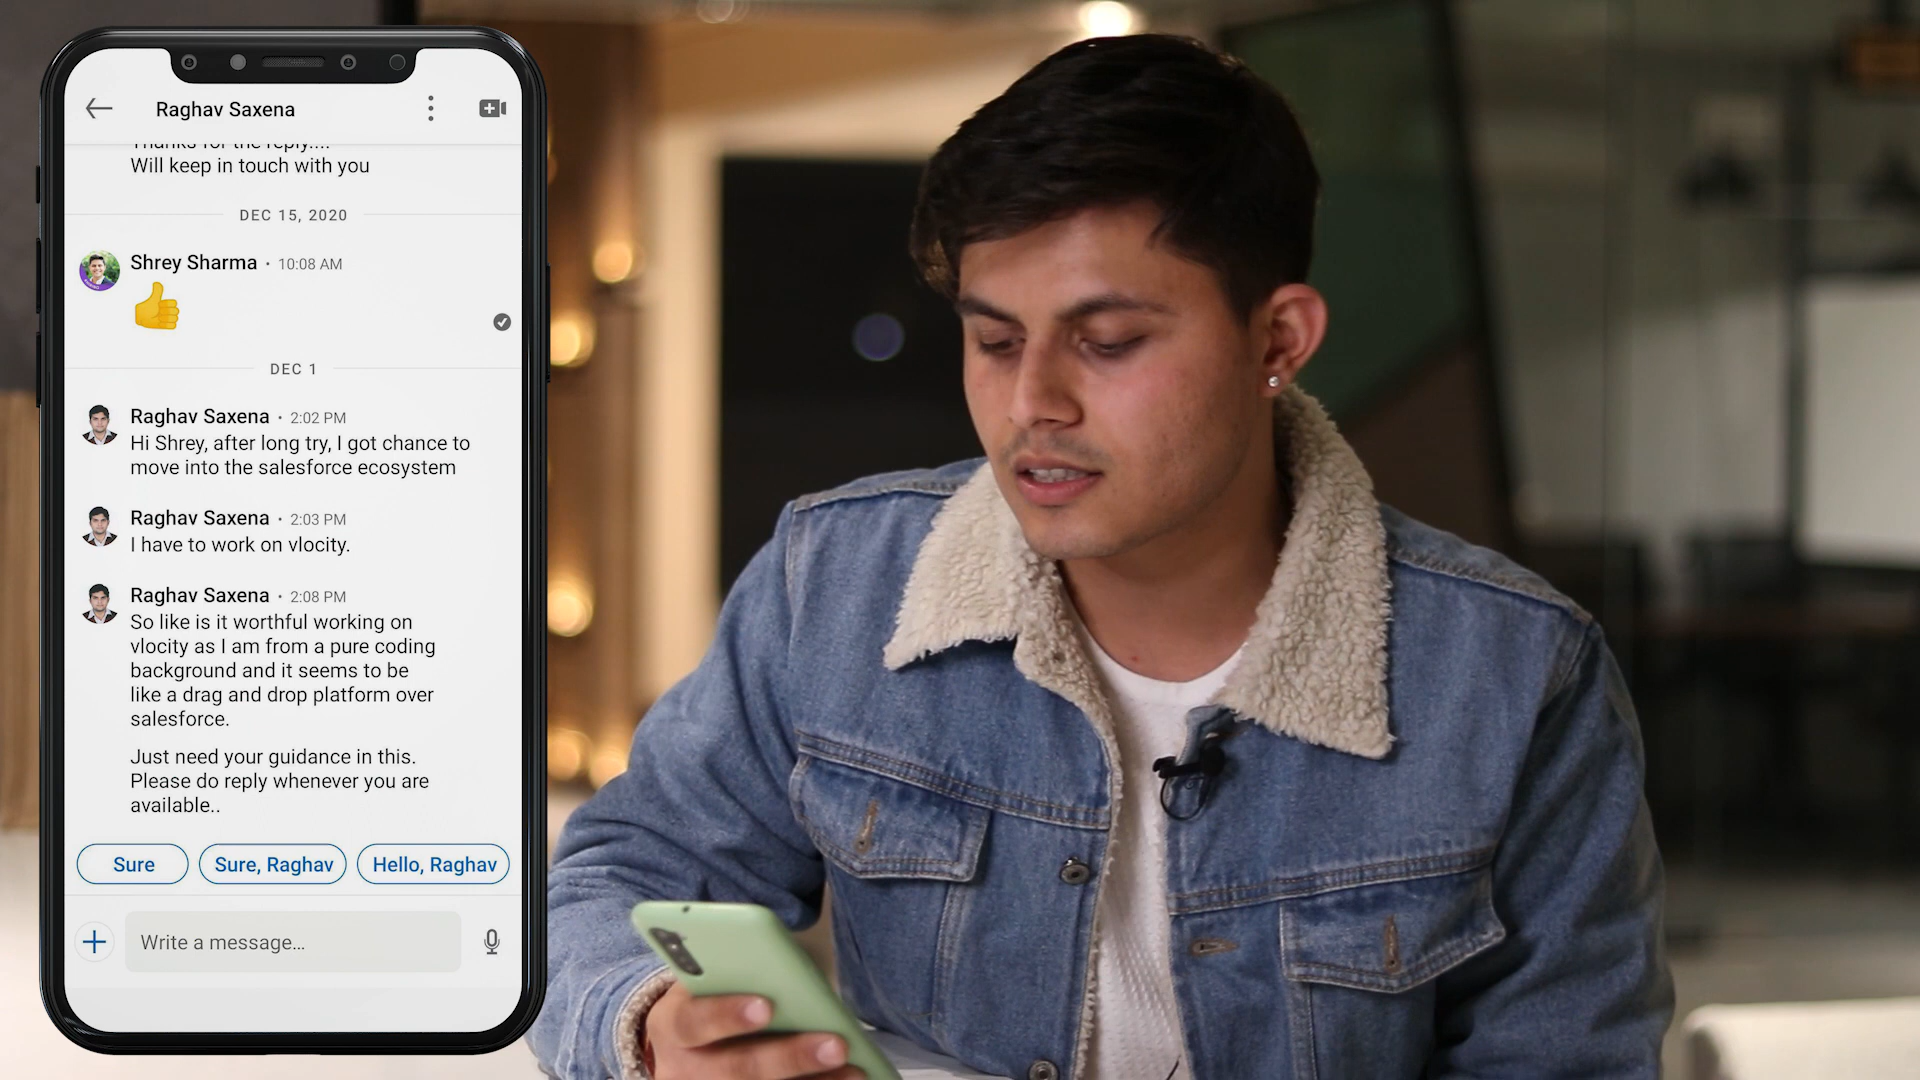 Raghav Saxena
Thanks for the reply....
Will keep in touch with you
DEC 15, 2020
Shrey Sharma • 10:08 AM
👍
DEC 1
Raghav Saxena • 2:02 PM
Hi Shrey, after long try, I got chance to
move into the salesforce ecosystem
Raghav Saxena • 2:03 PM
I have to work on vlocity.
Raghav Saxena • 2:08 PM
So like is it worthful working on
vlocity as I am from a pure coding
background and it seems to be
like a drag and drop platform over
salesforce.
Just need your guidance in this.
Please do reply whenever you are
available..
Sure
Sure, Raghav
Hello, Raghav
Write a message...